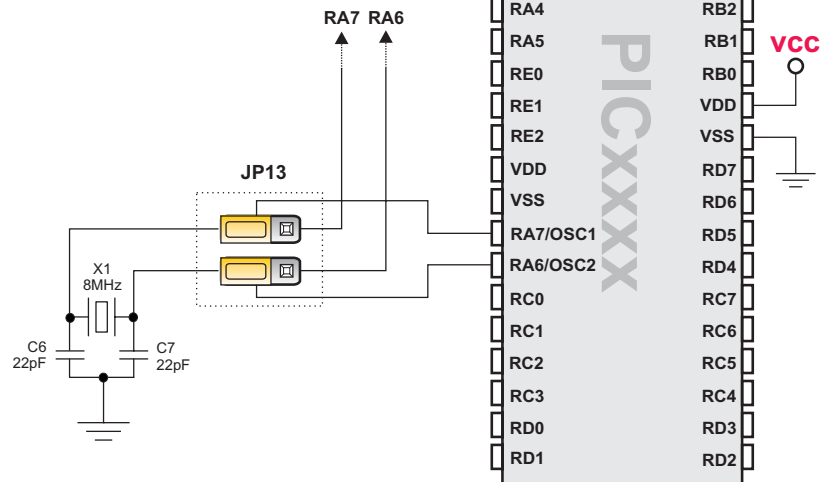 RA7 RA6
JP13
X1
8MHz
C6
22pF
C7
22pF
PICxxxx
RA4
RA5
RE0
RE1
RE2
VDD
VSS
RA7/OSC1
RA6/OSC2
RC0
RC1
RC2
RC3
RD0
RD1
RB2
RB1
RB0
VDD
VSS
RD7
RD6
RD5
RD4
RC7
RC6
RC5
RC4
RD3
RD2
VCC